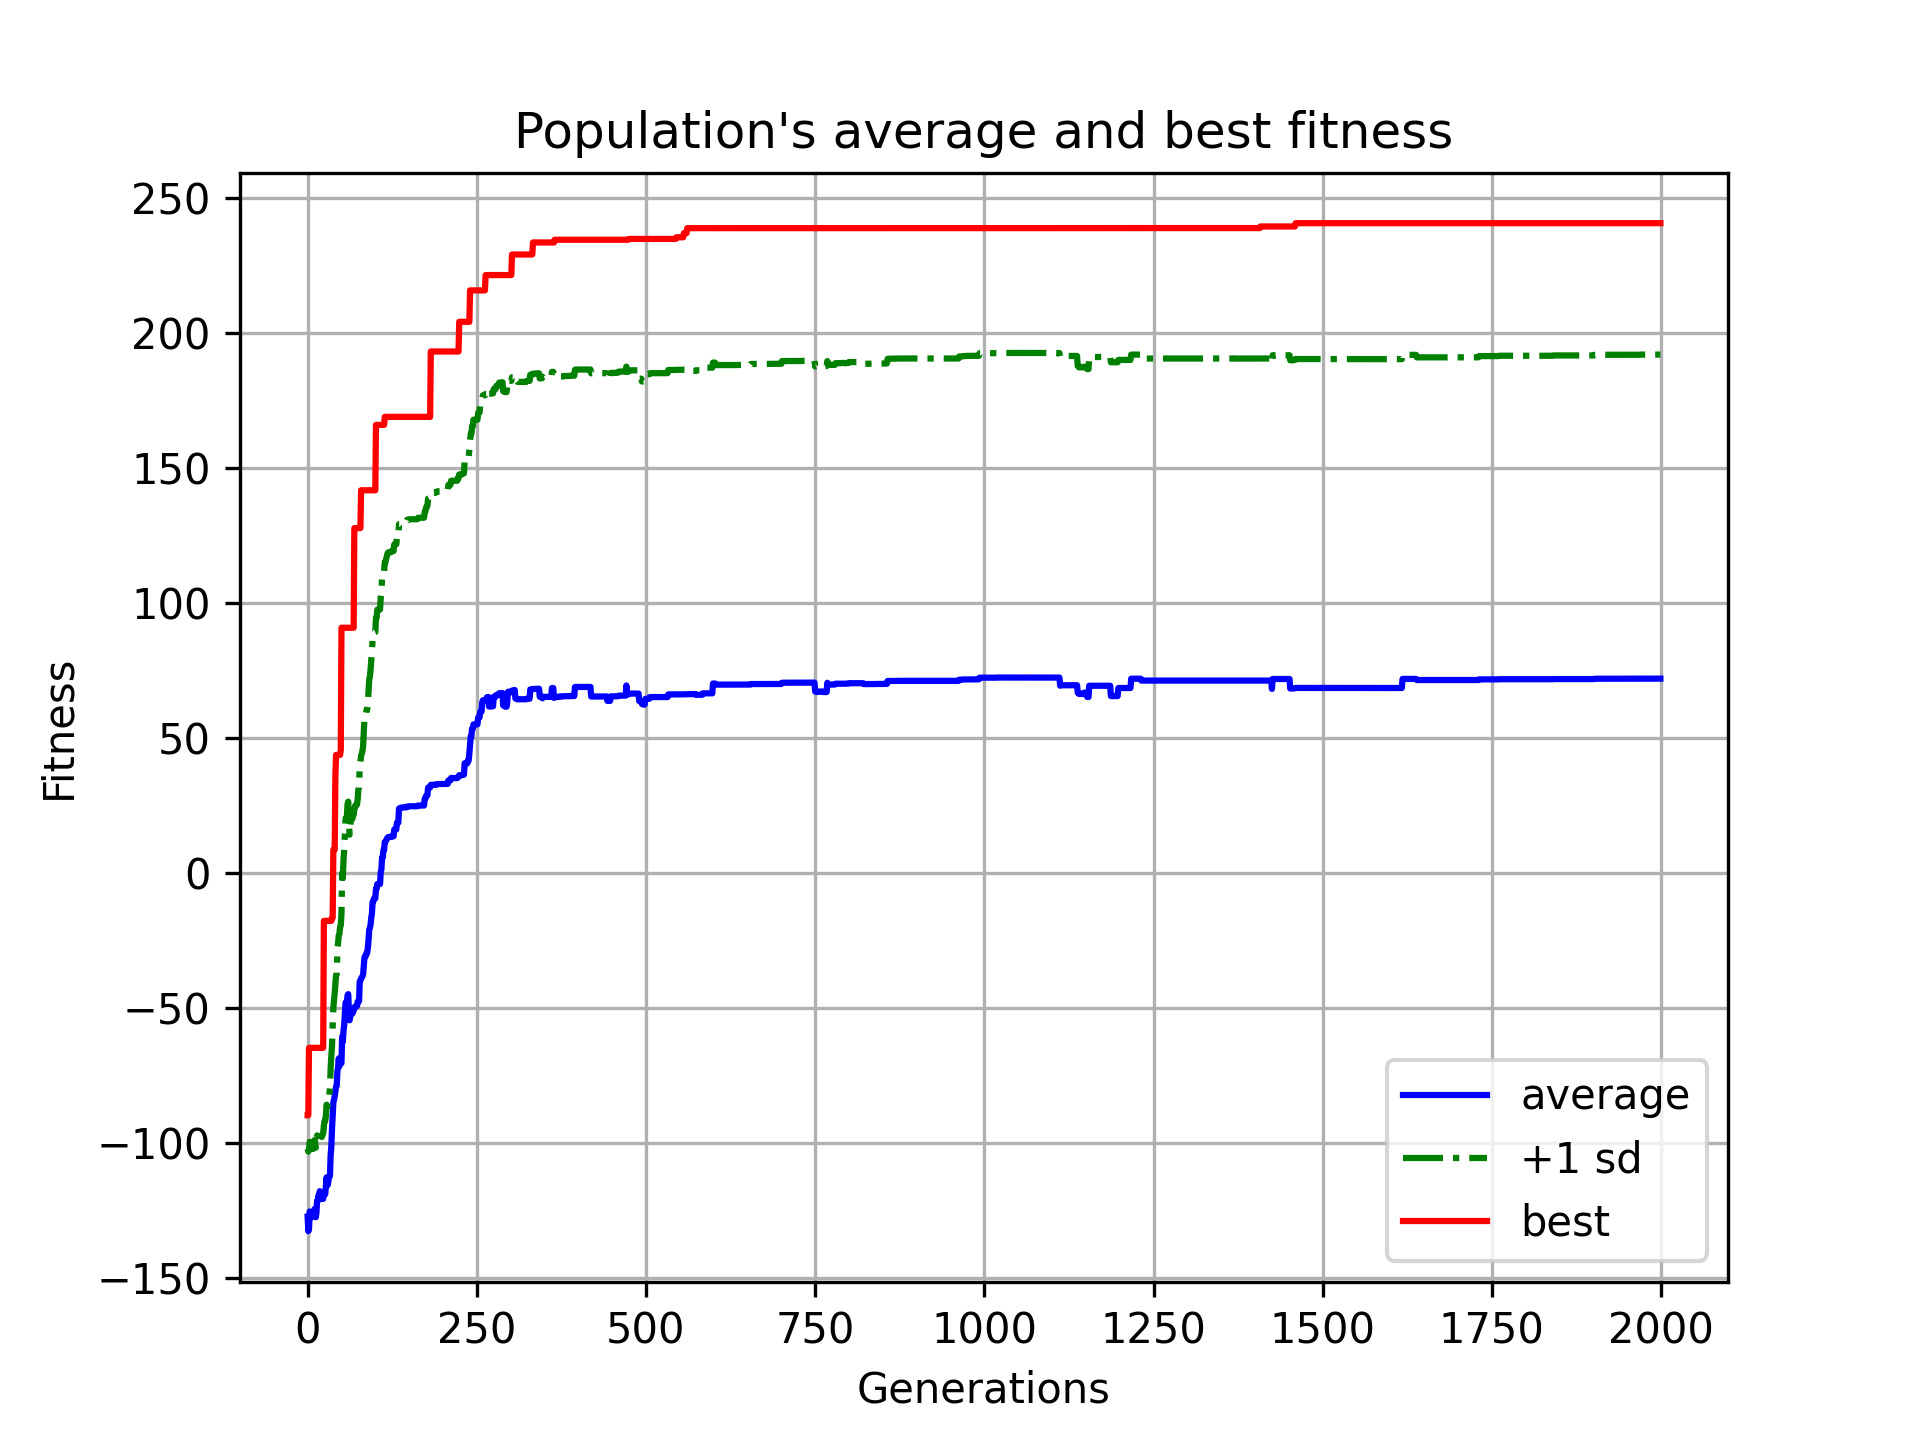 Population's average and best fitness
250
200
150
100
50
0
−50
−100
−150
Fitness
0 250 500 750 1000 1250 1500 1750 2000
Generations
average
+1 sd
best